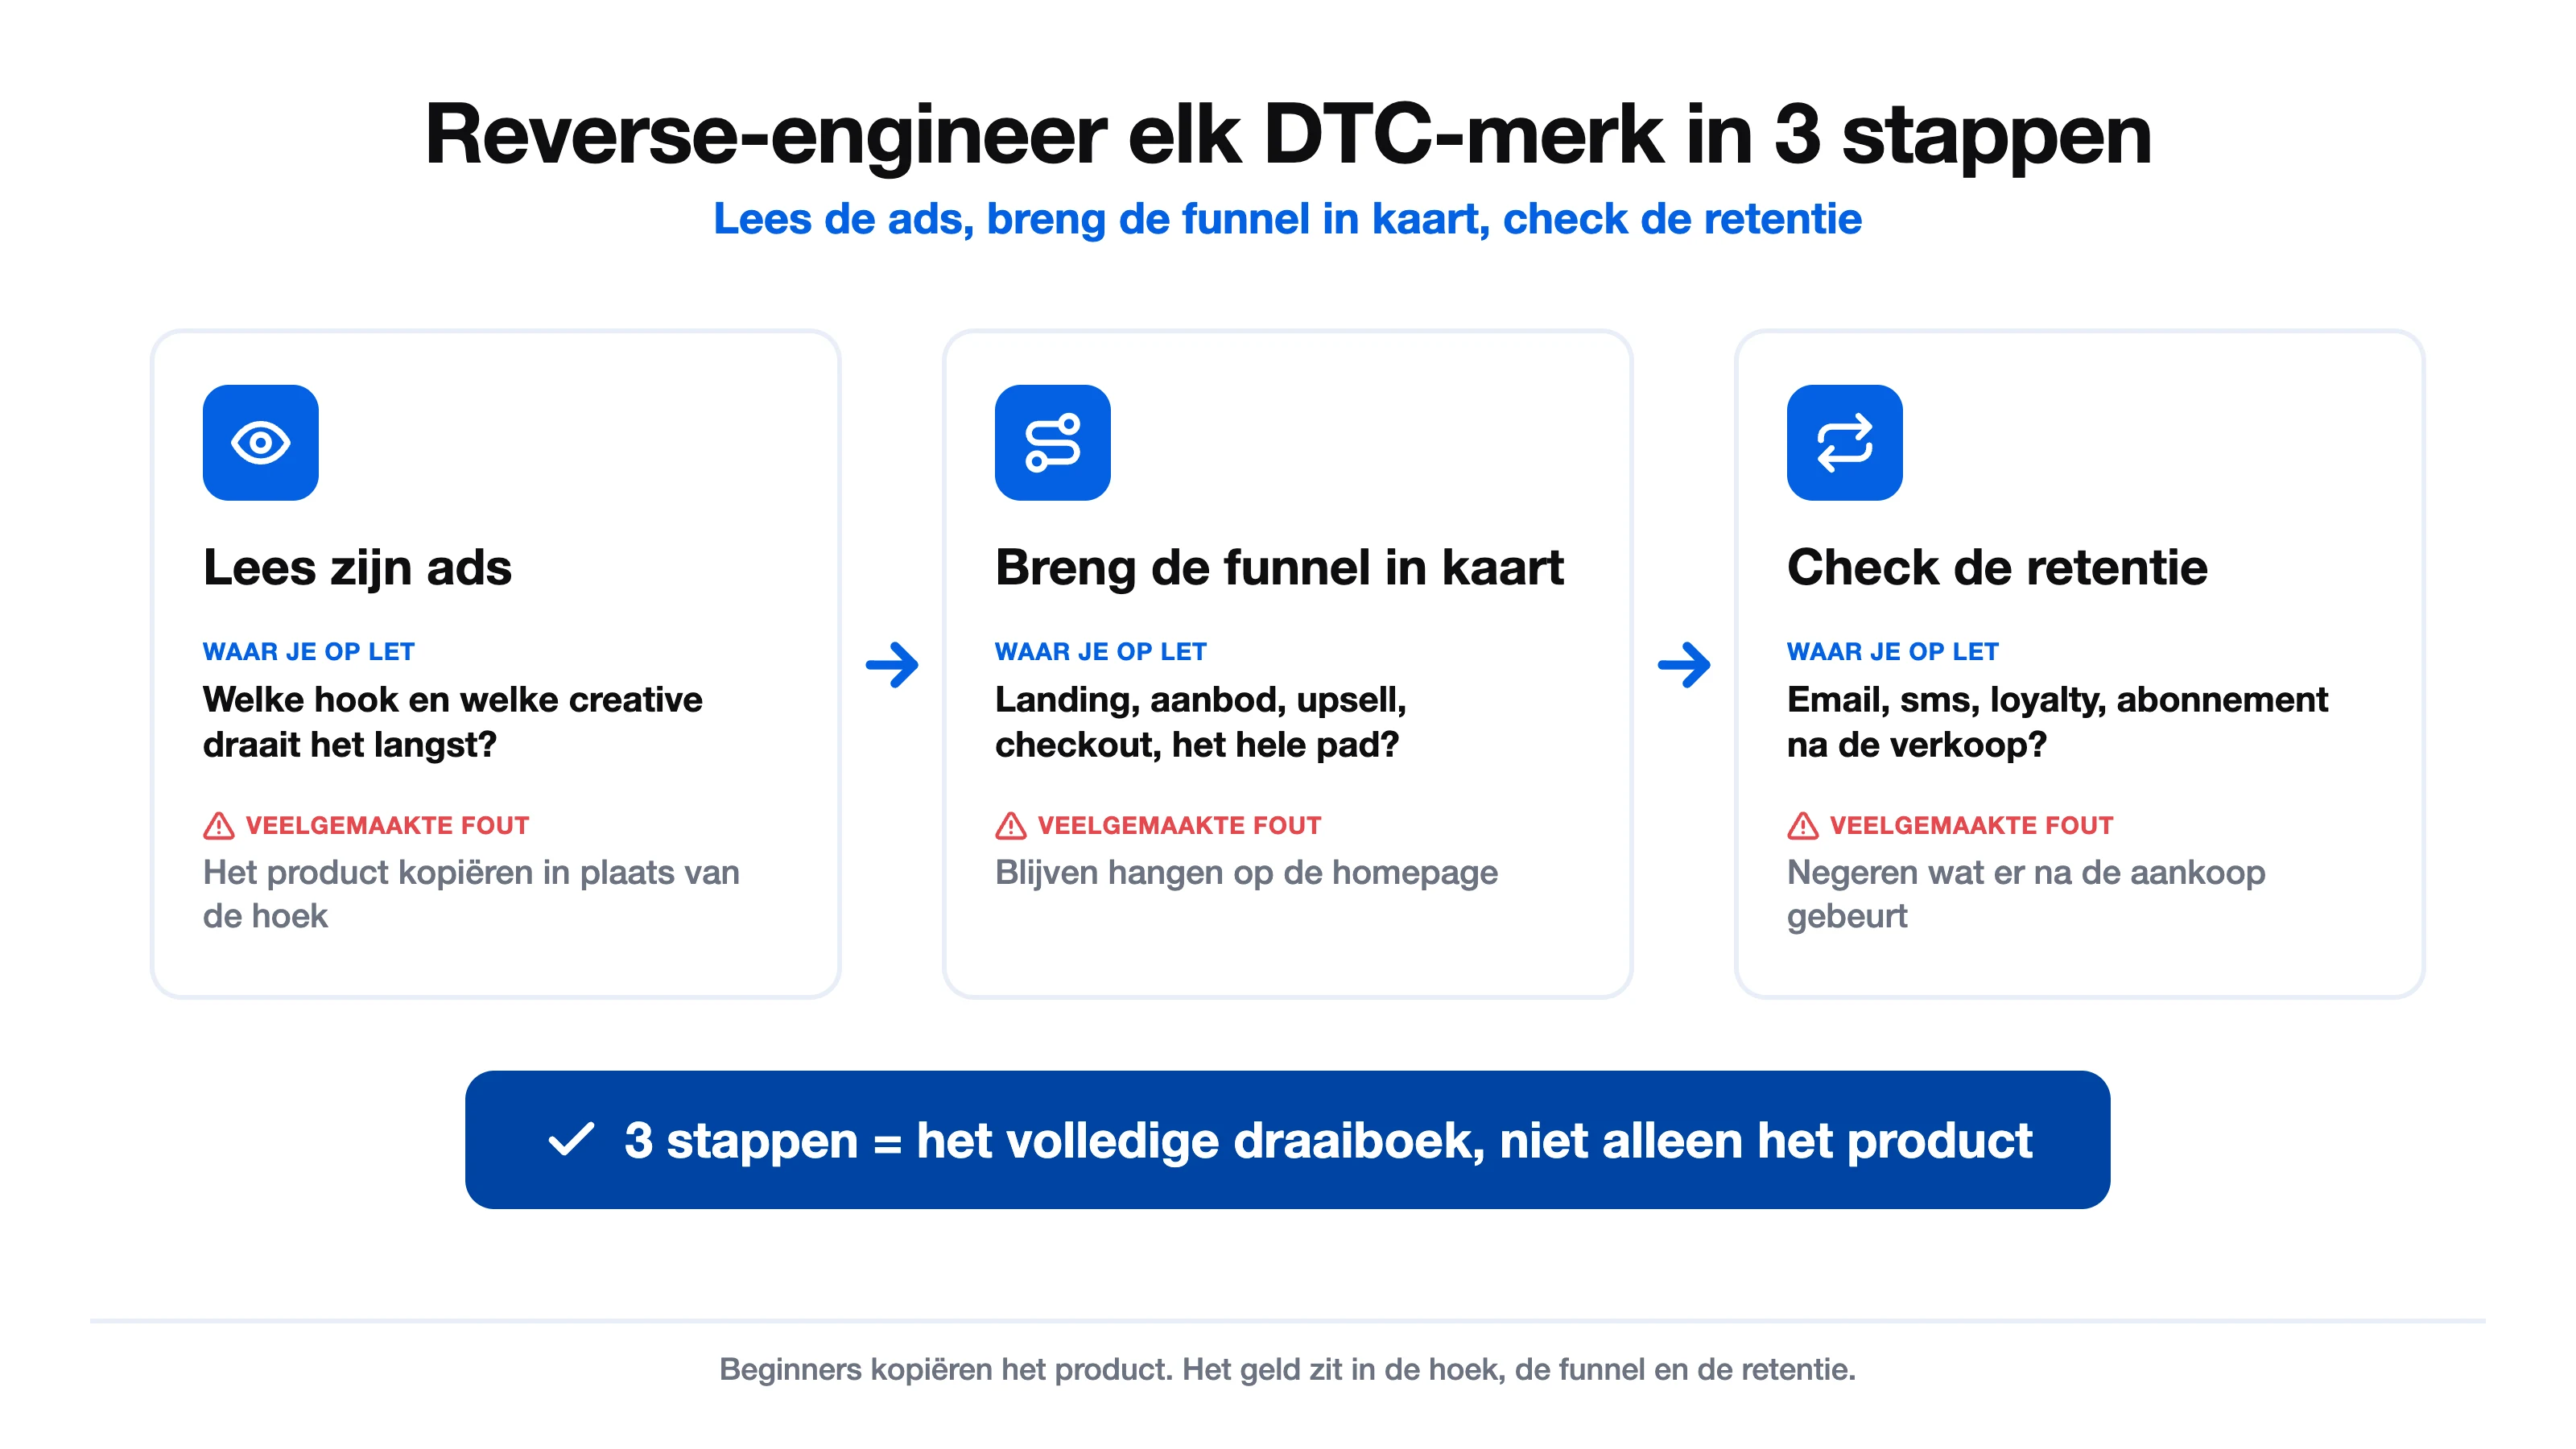 Reverse-engineer elk DTC-merk in 3 stappen
Lees de ads, breng de funnel in kaart, check de retentie
Lees zijn ads
WAAR JE OP LET
Welke hook en welke creative
draait het langst?
VEELGEMAAKTE FOUT
Het product kopiëren in plaats van
de hoek
Breng de funnel in kaart
WAAR JE OP LET
Landing, aanbod, upsell,
checkout, het hele pad?
VEELGEMAAKTE FOUT
Blijven hangen op de homepage
Check de retentie
WAAR JE OP LET
Email, sms, loyalty, abonnement
na de verkoop?
VEELGEMAAKTE FOUT
Negeren wat er na de aankoop
gebeurt
3 stappen = het volledige draaiboek, niet alleen het product
Beginners kopiëren het product. Het geld zit in de hoek, de funnel en de retentie.